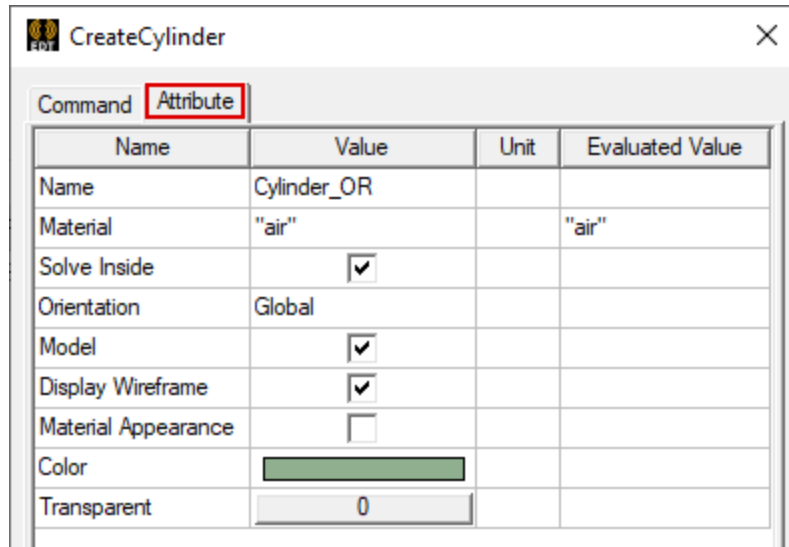 EDT CreateCylinder
Command Attribute
Name Value Unit Evaluated Value
Name Cylinder_OR
Material "air" "air"
Solve Inside
Orientation Global
Model
Display Wireframe
Material Appearance
Color
Transparent 0